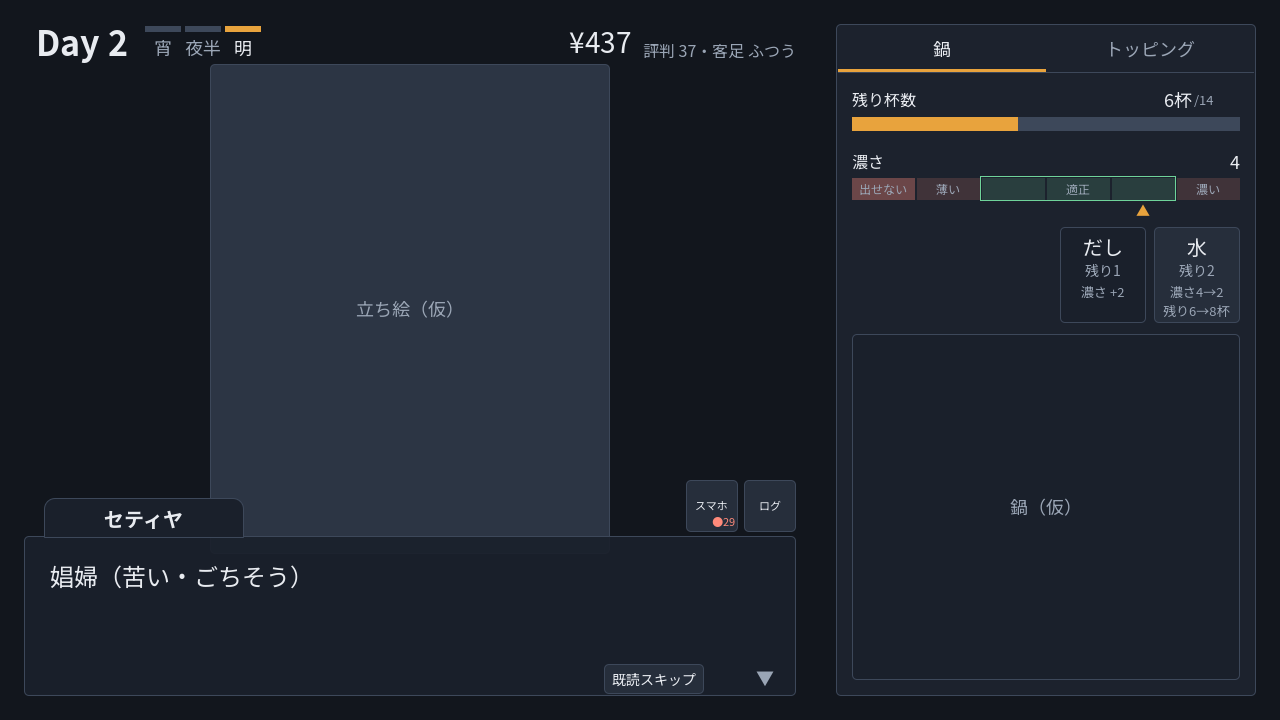 Day 2
宵 夜半 明
¥437 評判 37・客足 ふつう
立ち絵（仮）
スマホ
29
ログ
セティヤ
娼婦（苦い・ごちそう）
既読スキップ
▼
鍋 トッピング
残り杯数 6杯/14
濃さ 4
出せない 薄い 適正 濃い
▲
だし
残り1
濃さ +2
水
残り2
濃さ4→2
残り6→8杯
鍋（仮）